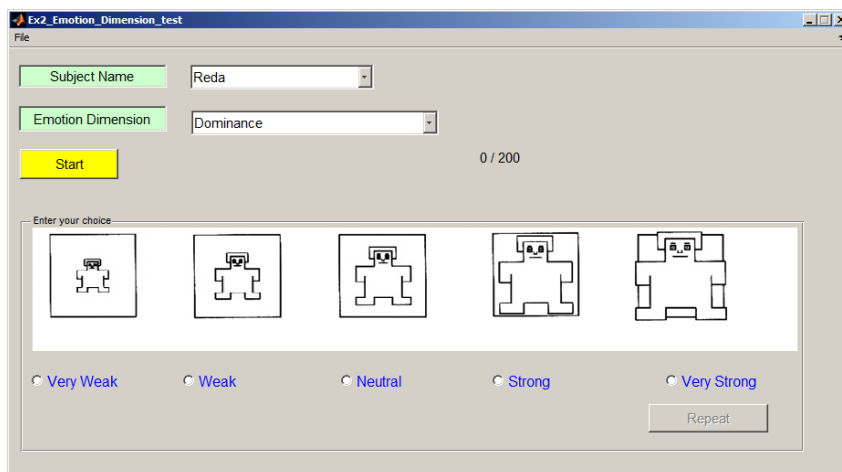 Ex2_Emotion_Dimension_test
File
Subject Name Reda
Emotion Dimension Dominance
Start 0 / 200
Enter your choice
Very Weak Weak Neutral Strong Very Strong
Repeat